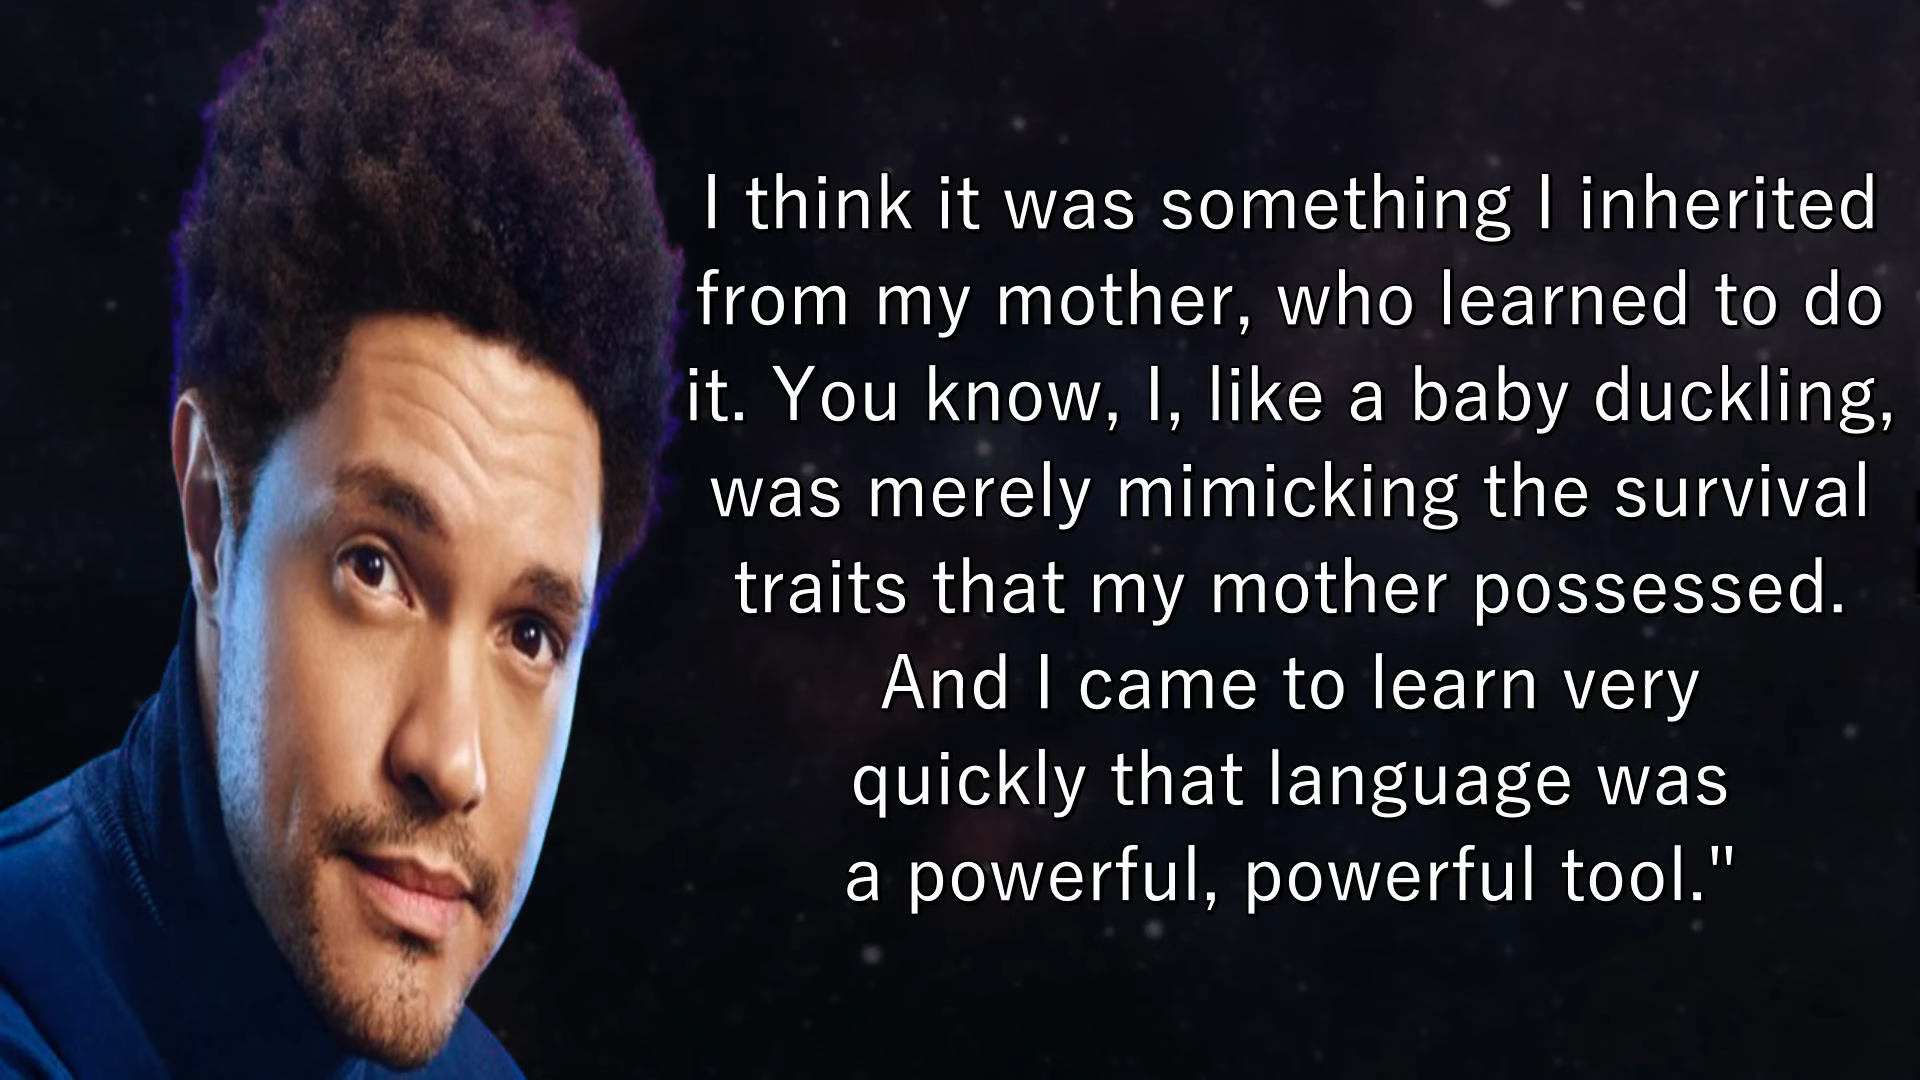 I think it was something I inherited
from my mother, who learned to do
it. You know, I, like a baby duckling,
was merely mimicking the survival
traits that my mother possessed.
And I came to learn very
quickly that language was
a powerful, powerful tool."